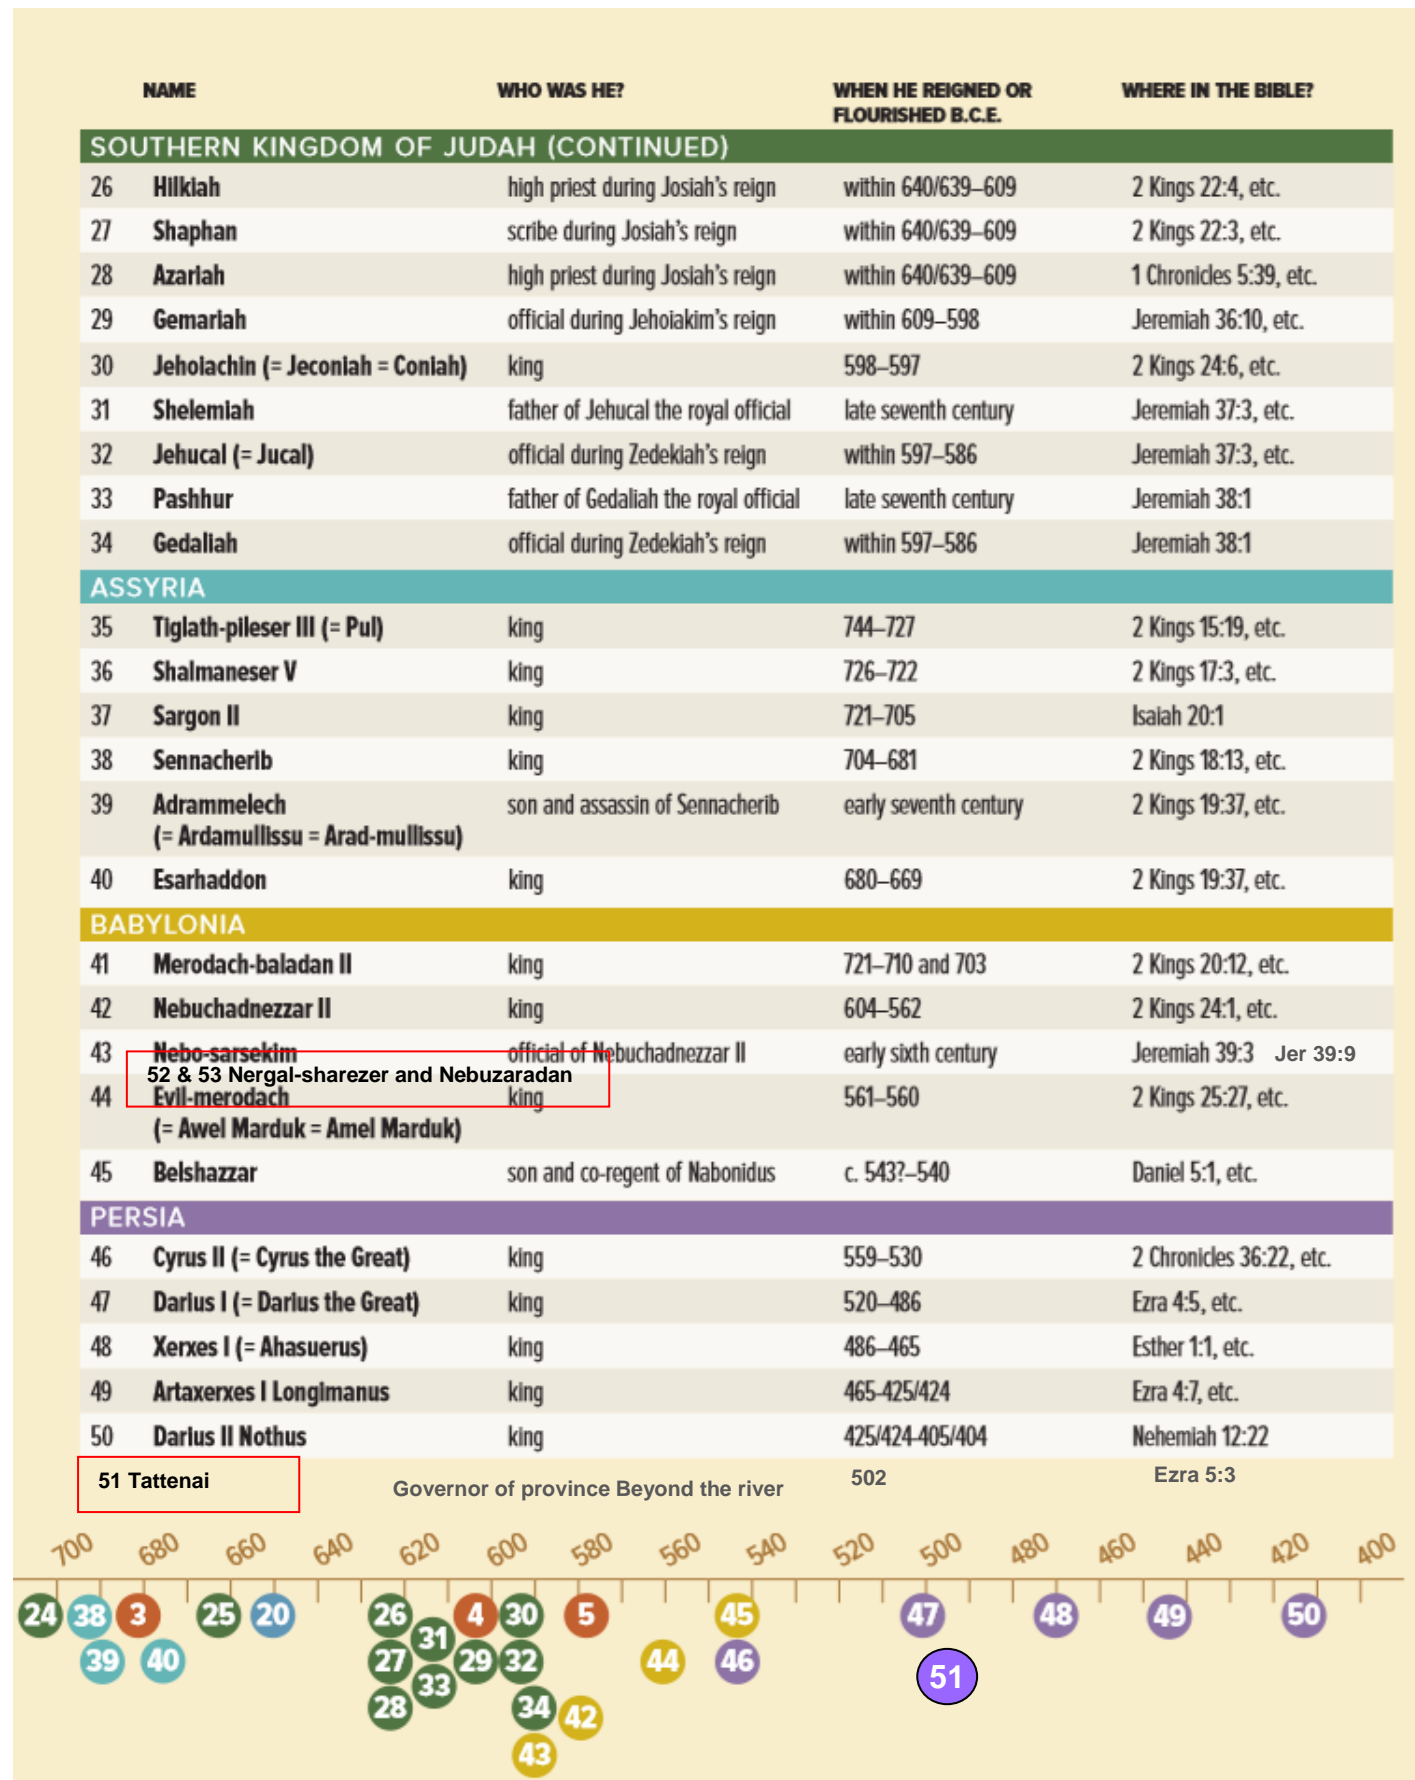 NAME WHO WAS HE? WHEN HE REIGNED OR FLOURISHED B.C.E. WHERE IN THE BIBLE?
SOUTHERN KINGDOM OF JUDAH (CONTINUED)
26 Hilkiah high priest during Josiah's reign within 640/639–609 2 Kings 22:4, etc.
27 Shaphan scribe during Josiah's reign within 640/639–609 2 Kings 22:3, etc.
28 Azariah high priest during Josiah's reign within 640/639–609 1 Chronicles 5:39, etc.
29 Gemariah official during Jehoiakim's reign within 609–598 Jeremiah 36:10, etc.
30 Jehoiachin (= Jeconiah = Coniah) king 598–597 2 Kings 24:6, etc.
31 Shelemiah father of Jehucal the royal official late seventh century Jeremiah 37:3, etc.
32 Jehucal (= Jucal) official during Zedekiah's reign within 597–586 Jeremiah 37:3, etc.
33 Pashhur father of Gedaliah the royal official late seventh century Jeremiah 38:1
34 Gedaliah official during Zedekiah's reign within 597–586 Jeremiah 38:1
ASSYRIA
35 Tiglath-pileser III (= Pul) king 744–727 2 Kings 15:19, etc.
36 Shalmaneser V king 726–722 2 Kings 17:3, etc.
37 Sargon II king 721–705 Isaiah 20:1
38 Sennacherib king 704–681 2 Kings 18:13, etc.
39 Adrammelech son and assassin of Sennacherib early seventh century 2 Kings 19:37, etc.
(= Ardamullissu = Arad-mullissu)
40 Esarhaddon king 680–669 2 Kings 19:37, etc.
BABYLONIA
41 Merodach-baladan II king 721–710 and 703 2 Kings 20:12, etc.
42 Nebuchadnezzar II king 604–562 2 Kings 24:1, etc.
43 Nebo-sarsekim official of Nebuchadnezzar II early sixth century Jeremiah 39:3 Jer 39:9
52 & 53 Nergal-sharezer and Nebuzaradan
44 Evil-merodach king 561–560 2 Kings 25:27, etc.
(= Awel Marduk = Amel Marduk)
45 Belshazzar son and co-regent of Nabonidus c. 543?–540 Daniel 5:1, etc.
PERSIA
46 Cyrus II (= Cyrus the Great) king 559–530 2 Chronicles 36:22, etc.
47 Darius I (= Darius the Great) king 520–486 Ezra 4:5, etc.
48 Xerxes I (= Ahasuerus) king 486–465 Esther 1:1, etc.
49 Artaxerxes I Longimanus king 465-425/424 Ezra 4:7, etc.
50 Darius II Nothus king 425/424-405/404 Nehemiah 12:22
51 Tattenai Governor of province Beyond the river 502 Ezra 5:3
700 680 660 640 620 600 580 560 540 520 500 480 460 440 420 400
24 38 3 25 20 26 4 30 5 45 47 48 49 50
31
39 40 27 29 32 44 46 51
33
28 34 42
43